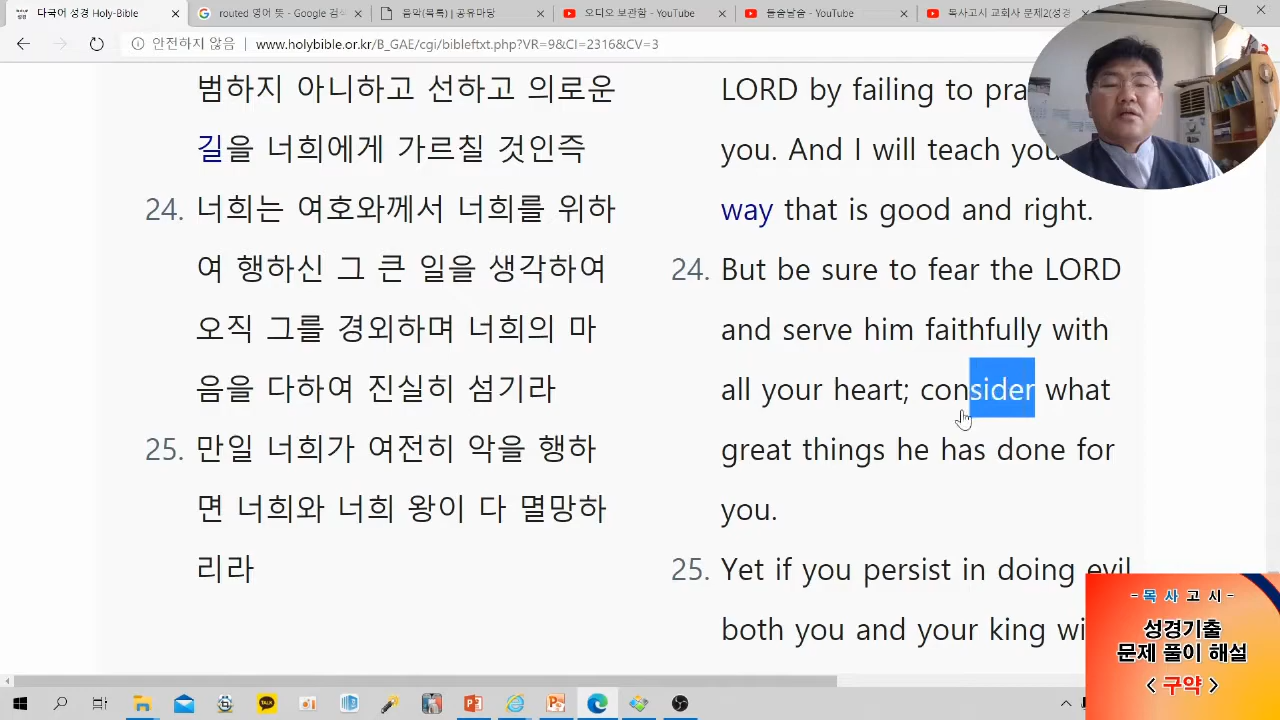 다국어 성경 Holy-Bible
routed 영어 뜻 - Google 검색
음악(목록) | 공유마당
오디오 보관함 - YouTube
돌솥날솥 - YouTube
목사고시 교회사 문제2(성경
안전하지 않음
www.holybible.or.kr/B_GAE/cgi/bibleftxt.php?VR=9&CI=2316&CV=3
범하지 아니하고 선하고 의로운
길을 너희에게 가르칠 것인즉
24. 너희는 여호와께서 너희를 위하
여 행하신 그 큰 일을 생각하여
오직 그를 경외하며 너희의 마
음을 다하여 진실히 섬기라
25. 만일 너희가 여전히 악을 행하
면 너희와 너희 왕이 다 멸망하
리라
LORD by failing to pra
you. And I will teach you
way that is good and right.
24. But be sure to fear the LORD
and serve him faithfully with
all your heart; consider what
great things he has done for
you.
25. Yet if you persist in doing evil
both you and your king wi
- 목 사 고 시 -
성경기출
문제 풀이 해설
< 구약 >